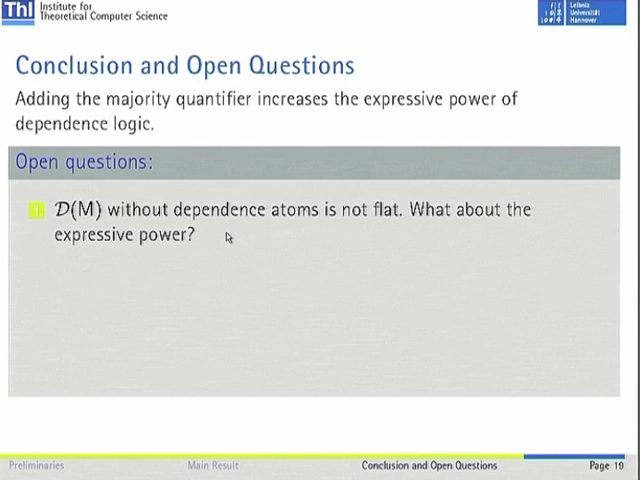 ThI Institute for
Theoretical Computer Science
Leibniz
Universität
Hannover
Conclusion and Open Questions
Adding the majority quantifier increases the expressive power of
dependence logic.
Open questions:
1 𝒟(M) without dependence atoms is not flat. What about the
expressive power?
Preliminaries Main Result Conclusion and Open Questions Page 19